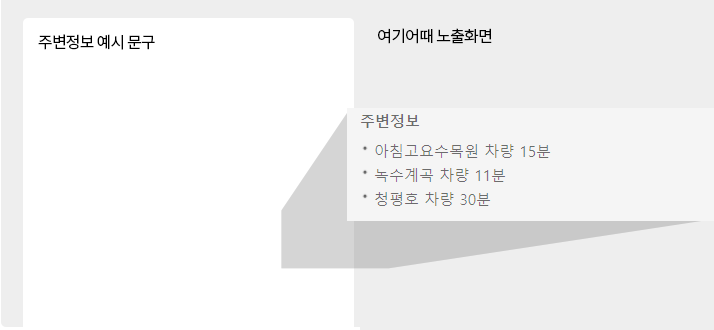 주변정보 예시 문구
여기어때 노출화면
주변정보
• 아침고요수목원 차량 15분
• 녹수계곡 차량 11분
• 청평호 차량 30분